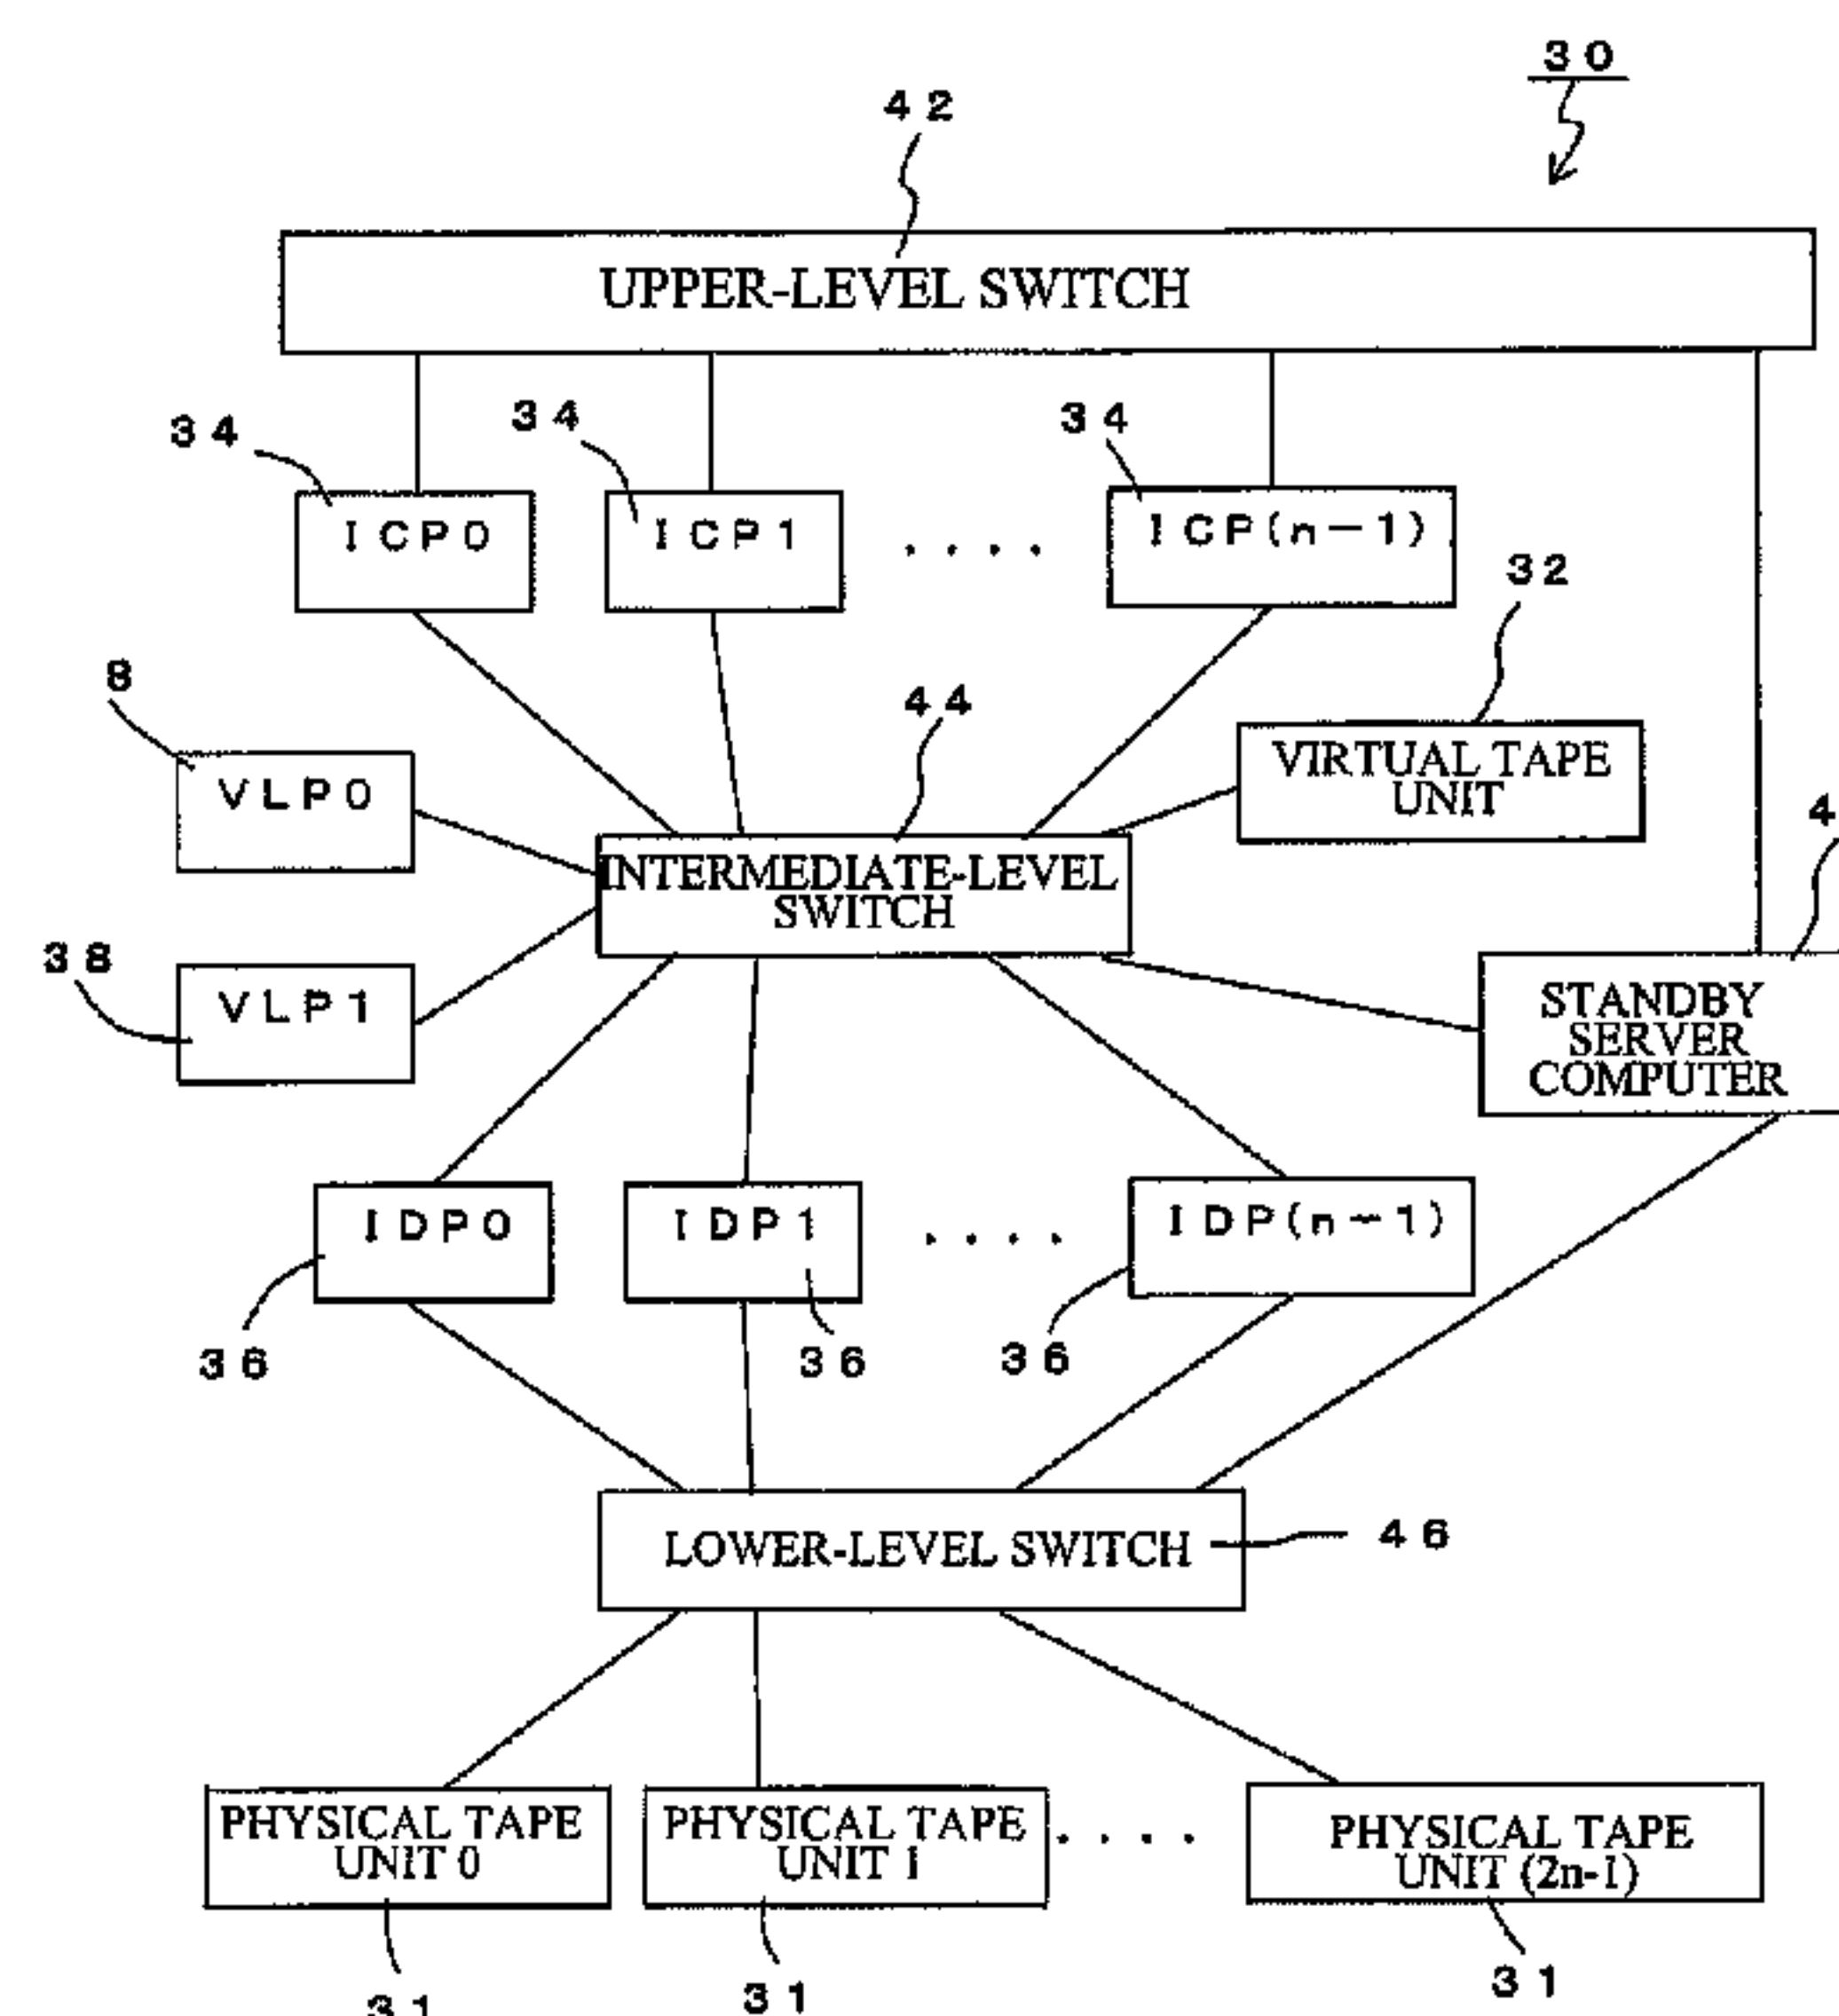 30
42
UPPER-LEVEL SWITCH
34
34
34
ICP0
ICP1
....
ICP(n-1)
32
8
44
VLP0
VIRTUAL TAPE
UNIT
4
INTERMEDIATE-LEVEL
SWITCH
38
VLP1
STANDBY
SERVER
COMPUTER
IDP0
IDP1
....
IDP(n-1)
36
36
36
LOWER-LEVEL SWITCH
46
PHYSICAL TAPE
UNIT 0
PHYSICAL TAPE
UNIT 1
....
PHYSICAL TAPE
UNIT (2n-1)
31
31
31